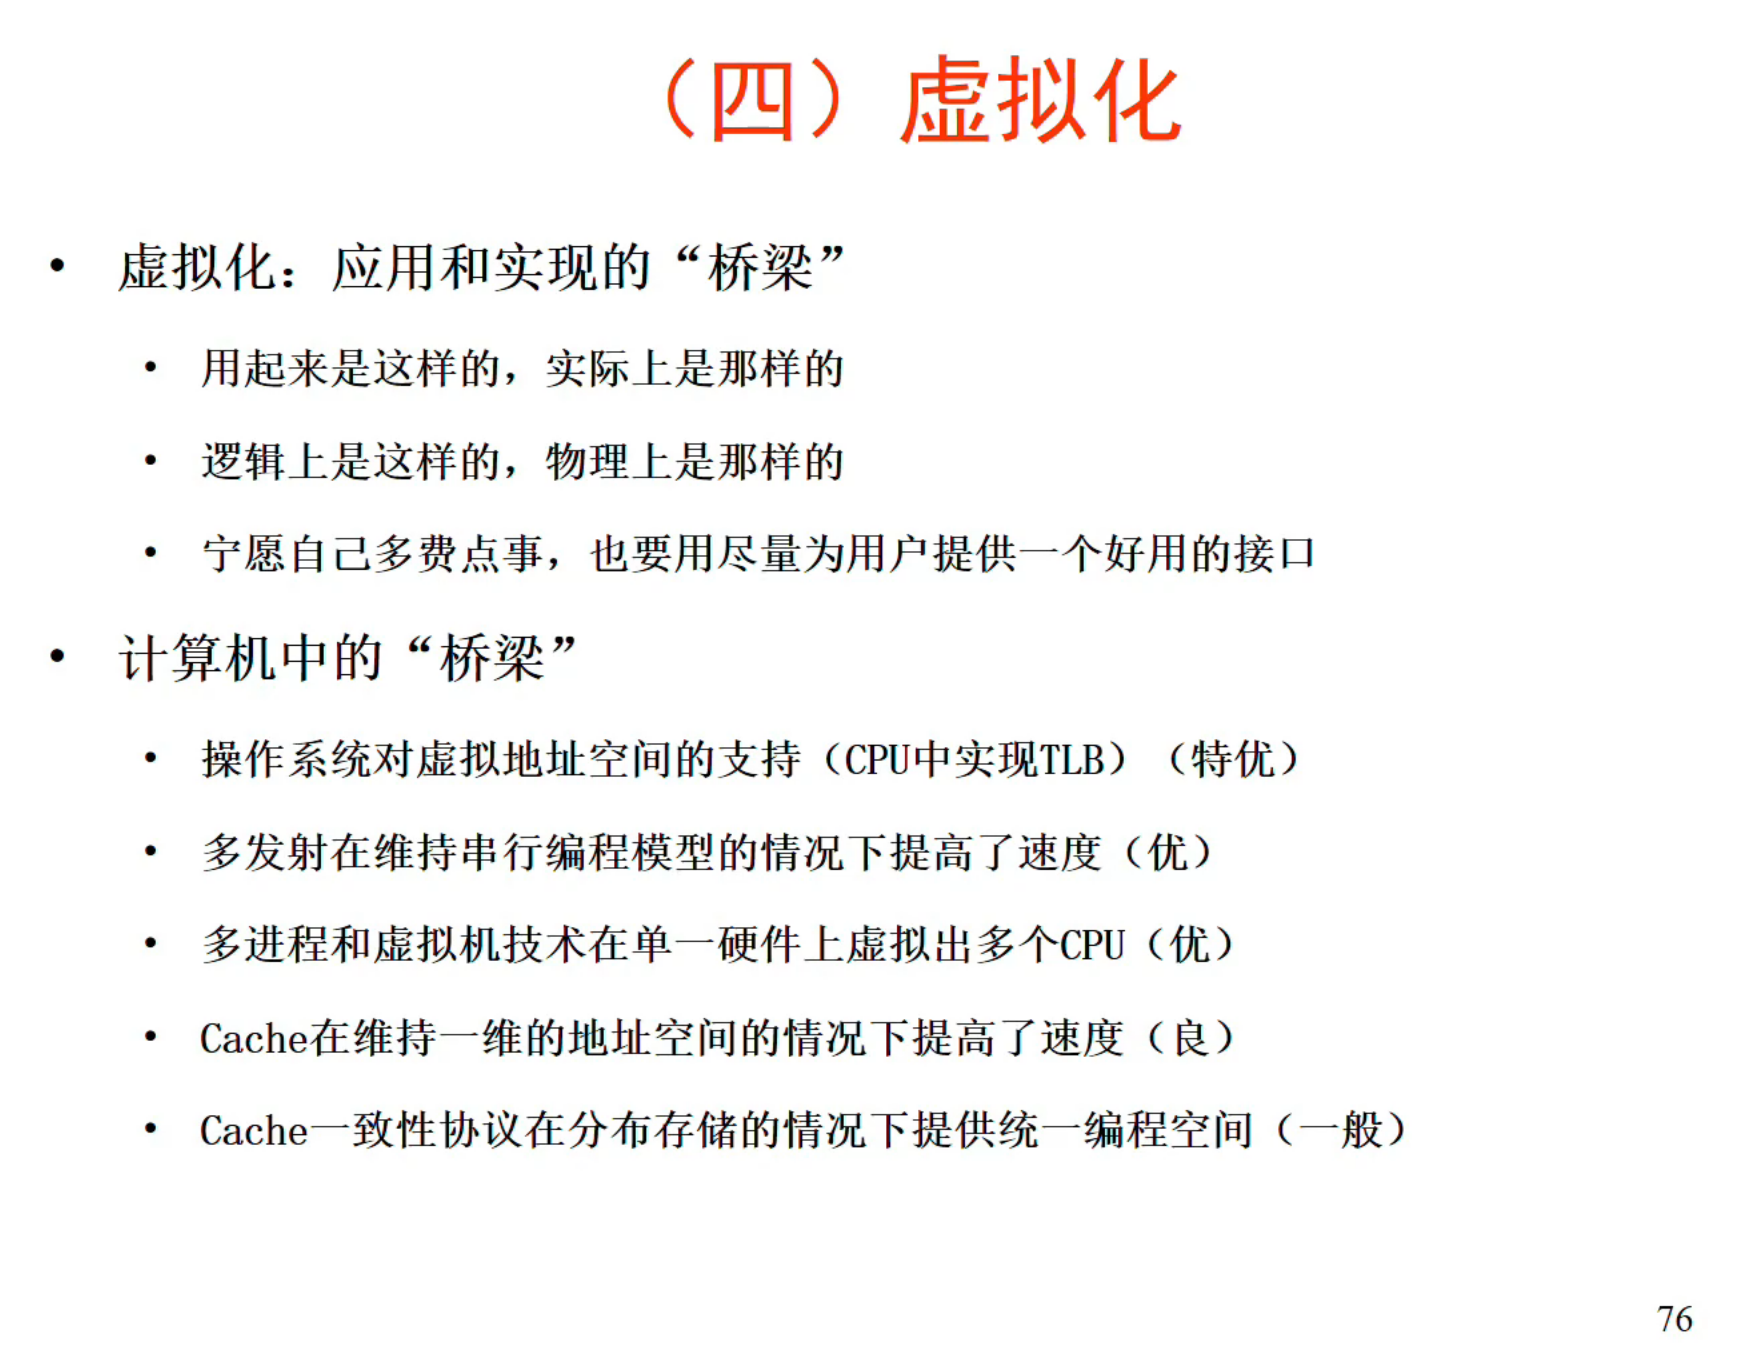 （四）虚拟化
• 虚拟化：应用和实现的“桥梁”
• 用起来是这样的，实际上是那样的
• 逻辑上是这样的，物理上是那样的
• 宁愿自己多费点事，也要用尽量为用户提供一个好用的接口
• 计算机中的“桥梁”
• 操作系统对虚拟地址空间的支持（CPU中实现TLB）（特优）
• 多发射在维持串行编程模型的情况下提高了速度（优）
• 多进程和虚拟机技术在单一硬件上虚拟出多个CPU（优）
• Cache在维持一维的地址空间的情况下提高了速度（良）
• Cache一致性协议在分布存储的情况下提供统一编程空间（一般）
76